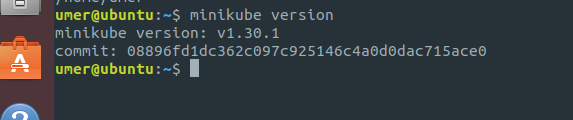 umer@ubuntu:~$ minikube version
minikube version: v1.30.1
commit: 08896fd1dc362c097c925146c4a0d0dac715ace0
umer@ubuntu:~$